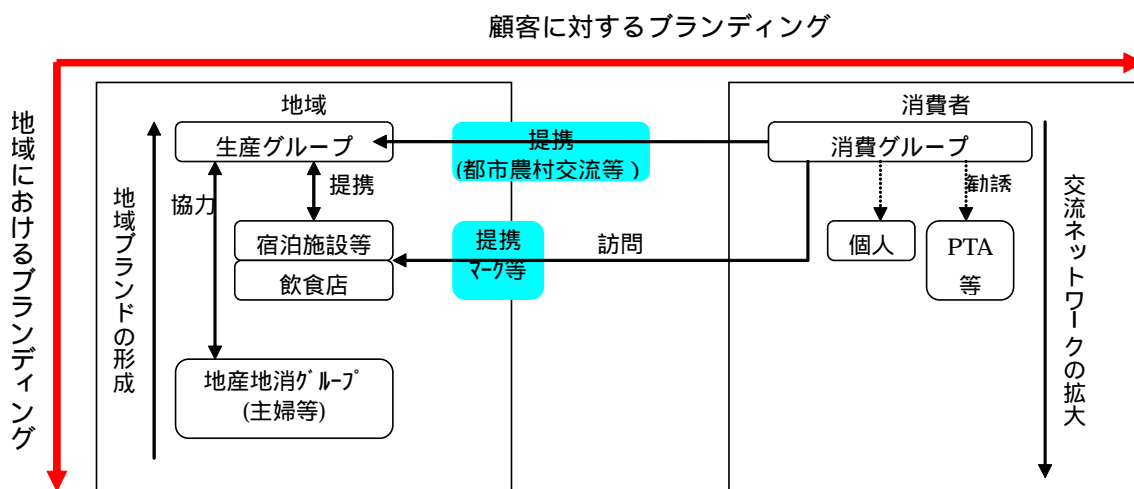 顧客に対するブランディング
地域におけるブランディング
地域
消費者
生産グループ
提携
(都市農村交流等）
消費グループ
協力
提携
勧誘
地域ブランドの形成
宿泊施設等
飲食店
提携
ﾏｰｸ等
訪問
個人
PTA
等
交流ネットワークの拡大
地産地消ｸﾞﾙｰﾌﾟ
(主婦等)